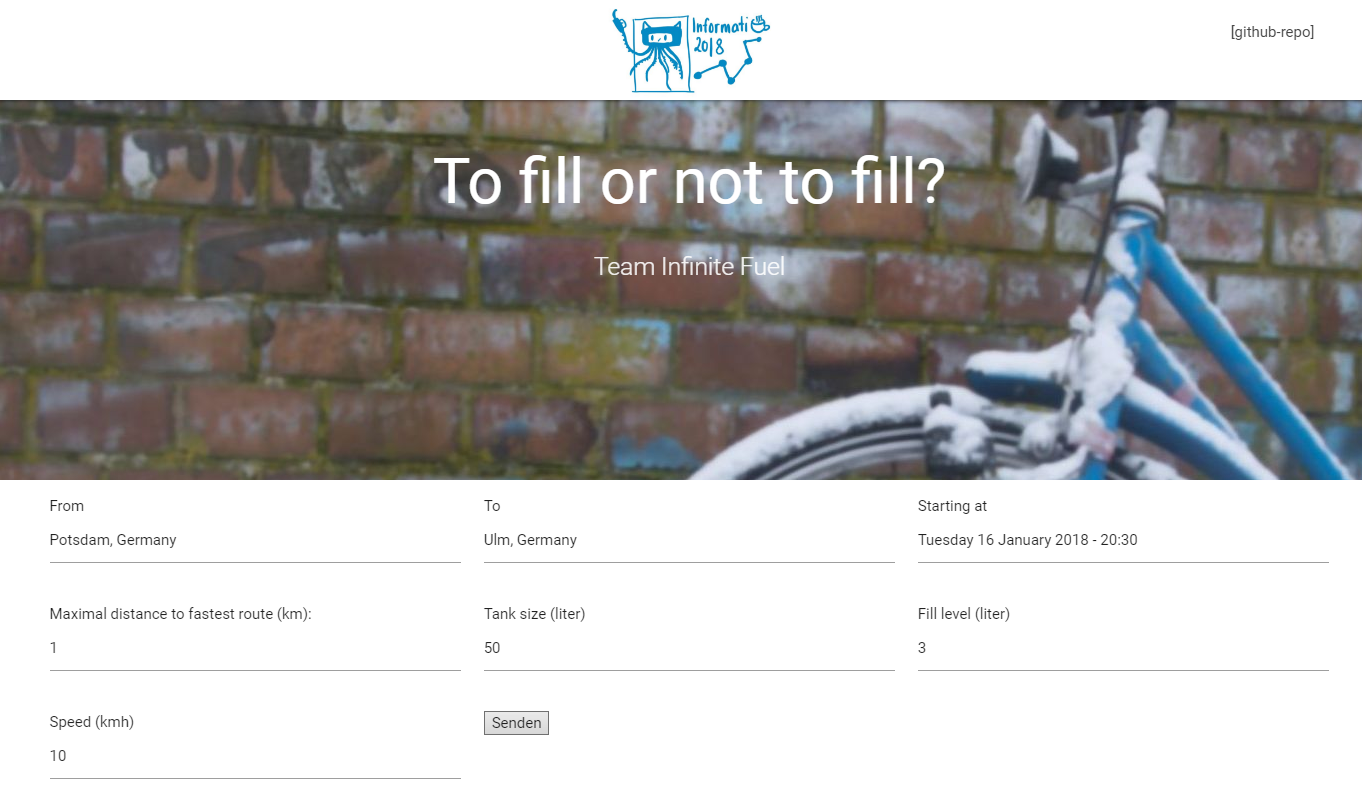 Informati
2018
[github-repo]
To fill or not to fill?
Team Infinite Fuel
From
To
Starting at
Potsdam, Germany
Ulm, Germany
Tuesday 16 January 2018 - 20:30
Maximal distance to fastest route (km):
Tank size (liter)
Fill level (liter)
1
50
3
Speed (kmh)
Senden
10